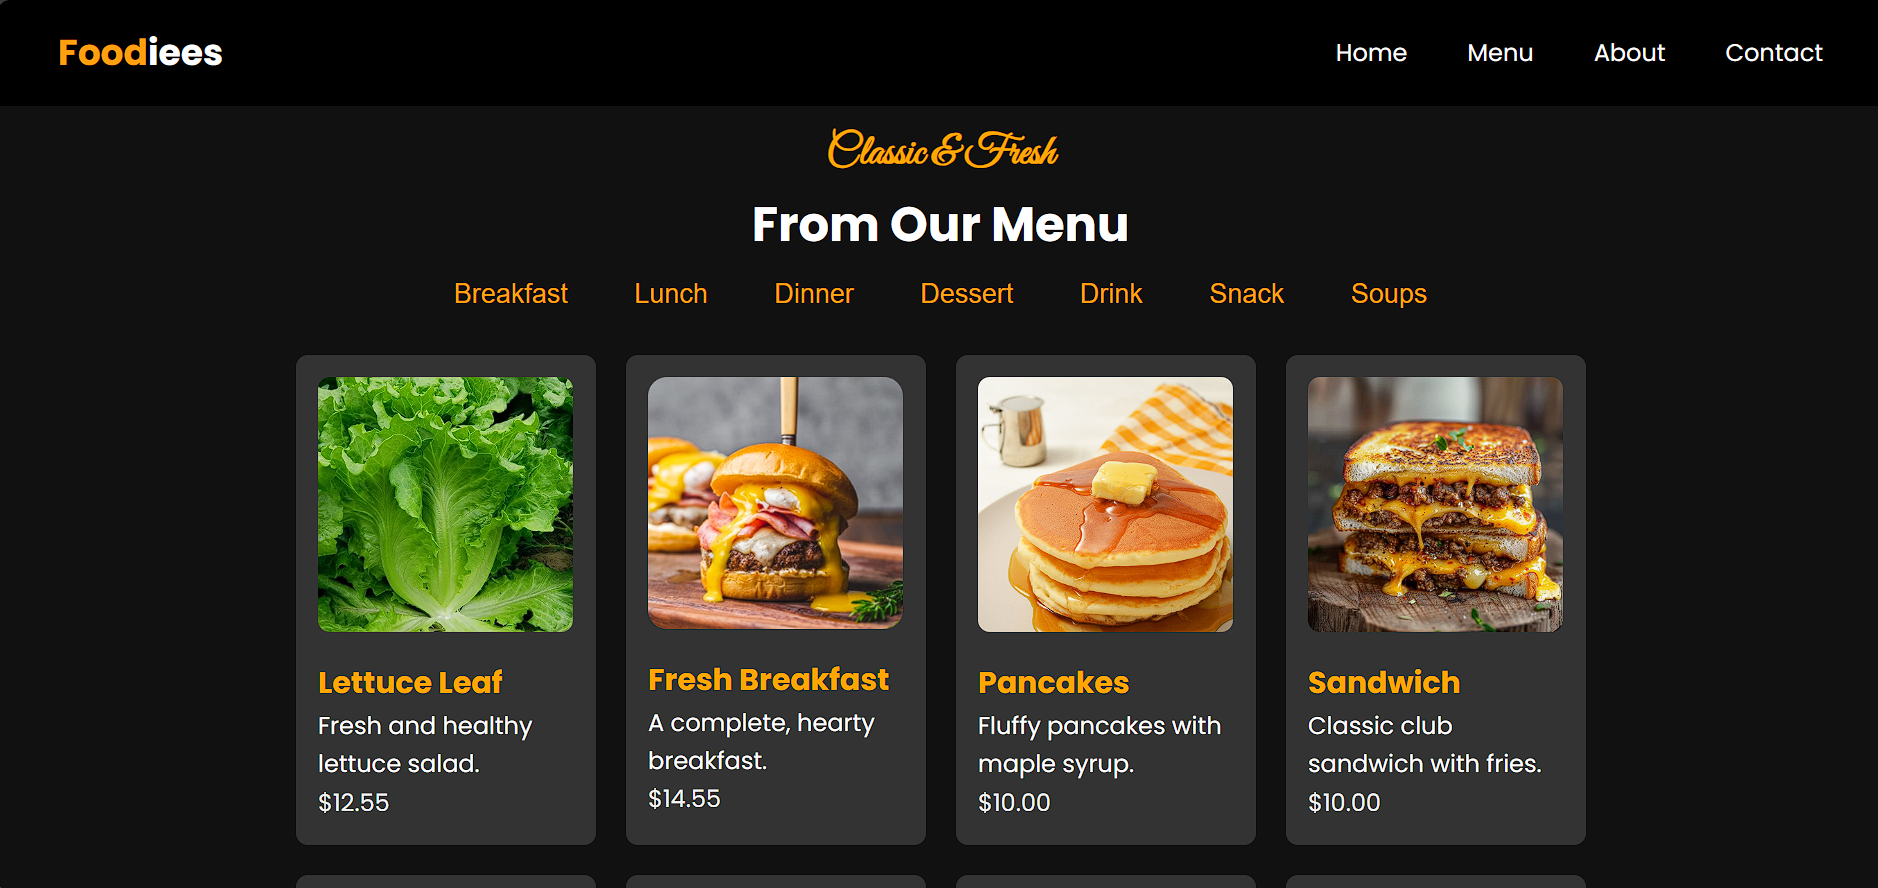 Foodiees
Home Menu About Contact
Classic & Fresh
From Our Menu
Breakfast Lunch Dinner Dessert Drink Snack Soups
Lettuce Leaf
Fresh and healthy
lettuce salad.
$12.55
Fresh Breakfast
A complete, hearty
breakfast.
$14.55
Pancakes
Fluffy pancakes with
maple syrup.
$10.00
Sandwich
Classic club
sandwich with fries.
$10.00